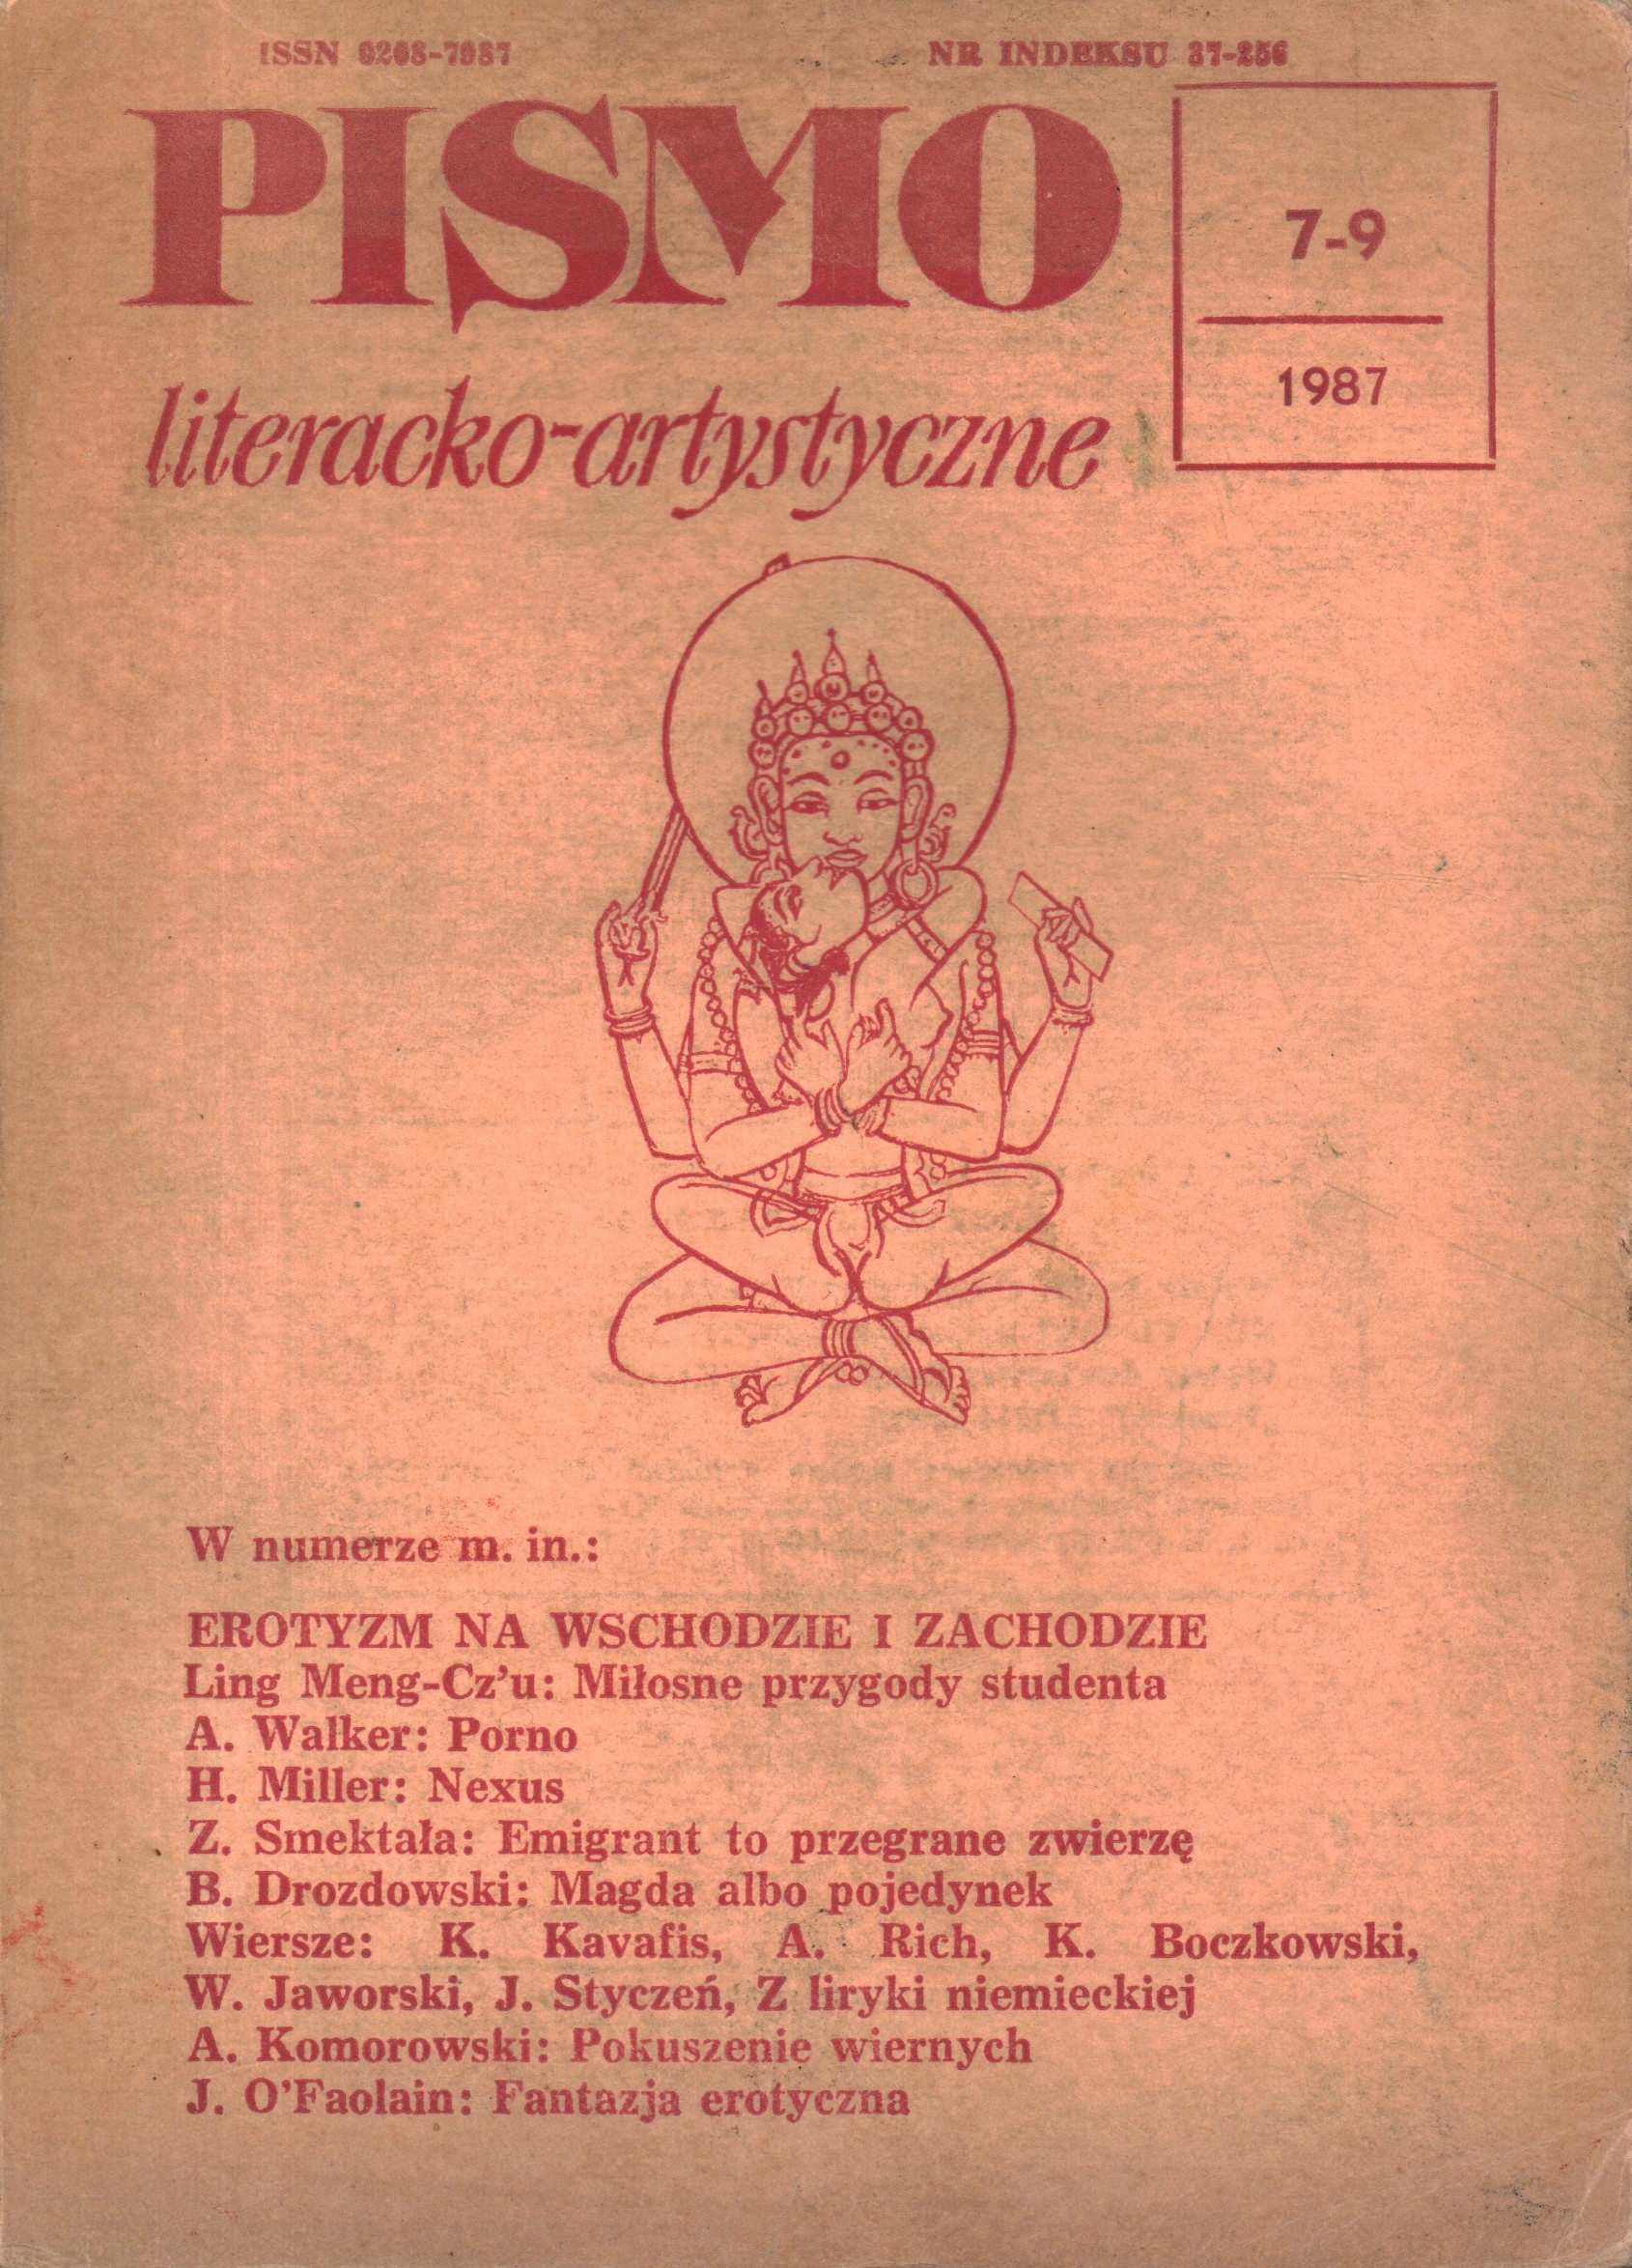 ISSN 0208-7987
NR INDEKSU 37-256
PISMO
literacko-artystyczne
7-9
1987
W numerze m. in.:
EROTYZM NA WSCHODZIE I ZACHODZIE
Ling Meng-Cz’u: Miłosne przygody studenta
A. Walker: Porno
H. Miller: Nexus
Z. Smektała: Emigrant to przegrane zwierzę
B. Drozdowski: Magda albo pojedynek
Wiersze: K. Kavafis, A. Rich, K. Boczkowski,
W. Jaworski, J. Styczeń, Z liryki niemieckiej
A. Komorowski: Pokuszenie wiernych
J. O’Faolain: Fantazja erotyczna